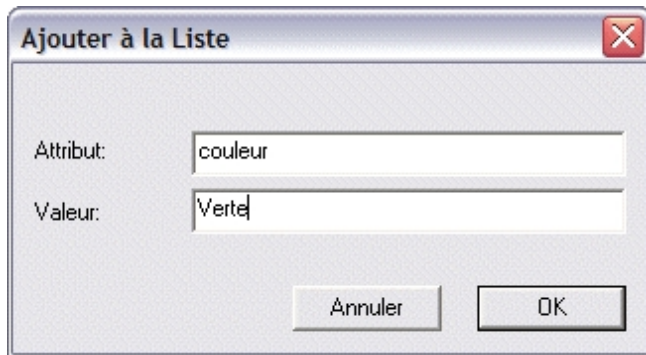 Ajouter à la Liste
Attribut: couleur
Valeur: Verte
Annuler OK